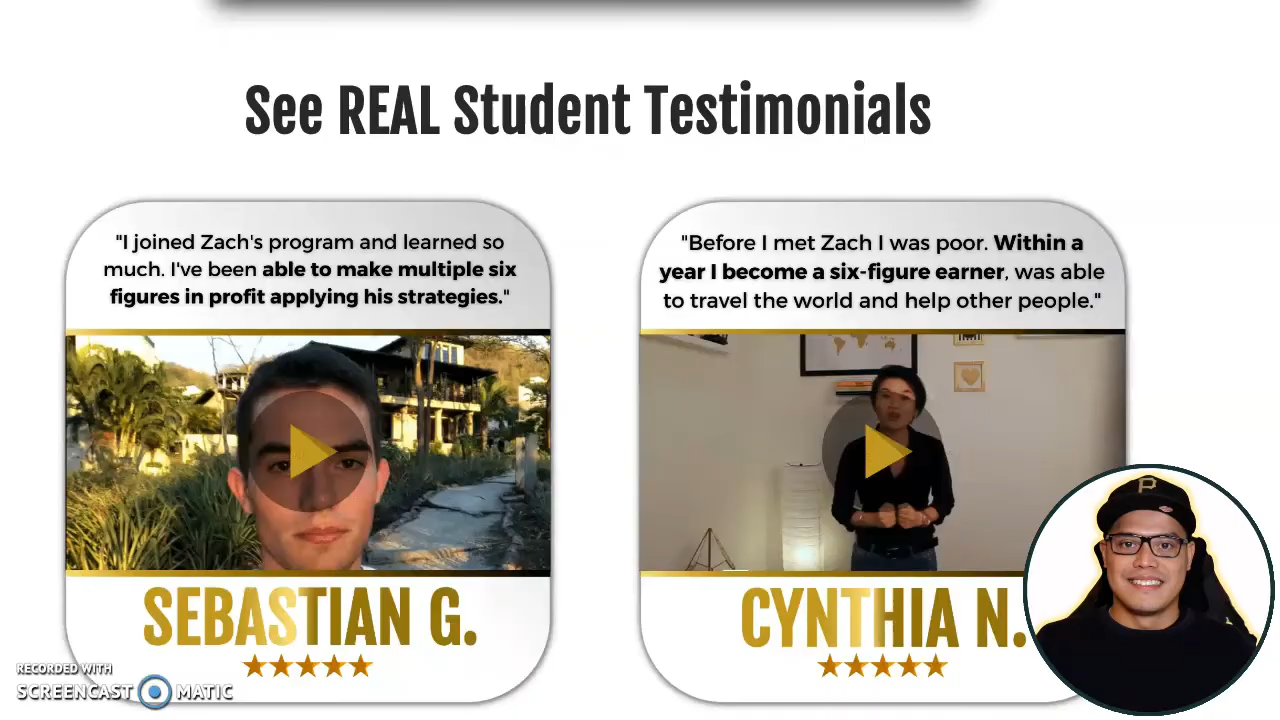 See REAL Student Testimonials
"I joined Zach's program and learned so
much. I've been able to make multiple six
figures in profit applying his strategies."
SEBASTIAN G.
"Before I met Zach I was poor. Within a
year I become a six-figure earner, was able
to travel the world and help other people."
CYNTHIA N.
P
RECORDED WITH
SCREENCAST MATIC